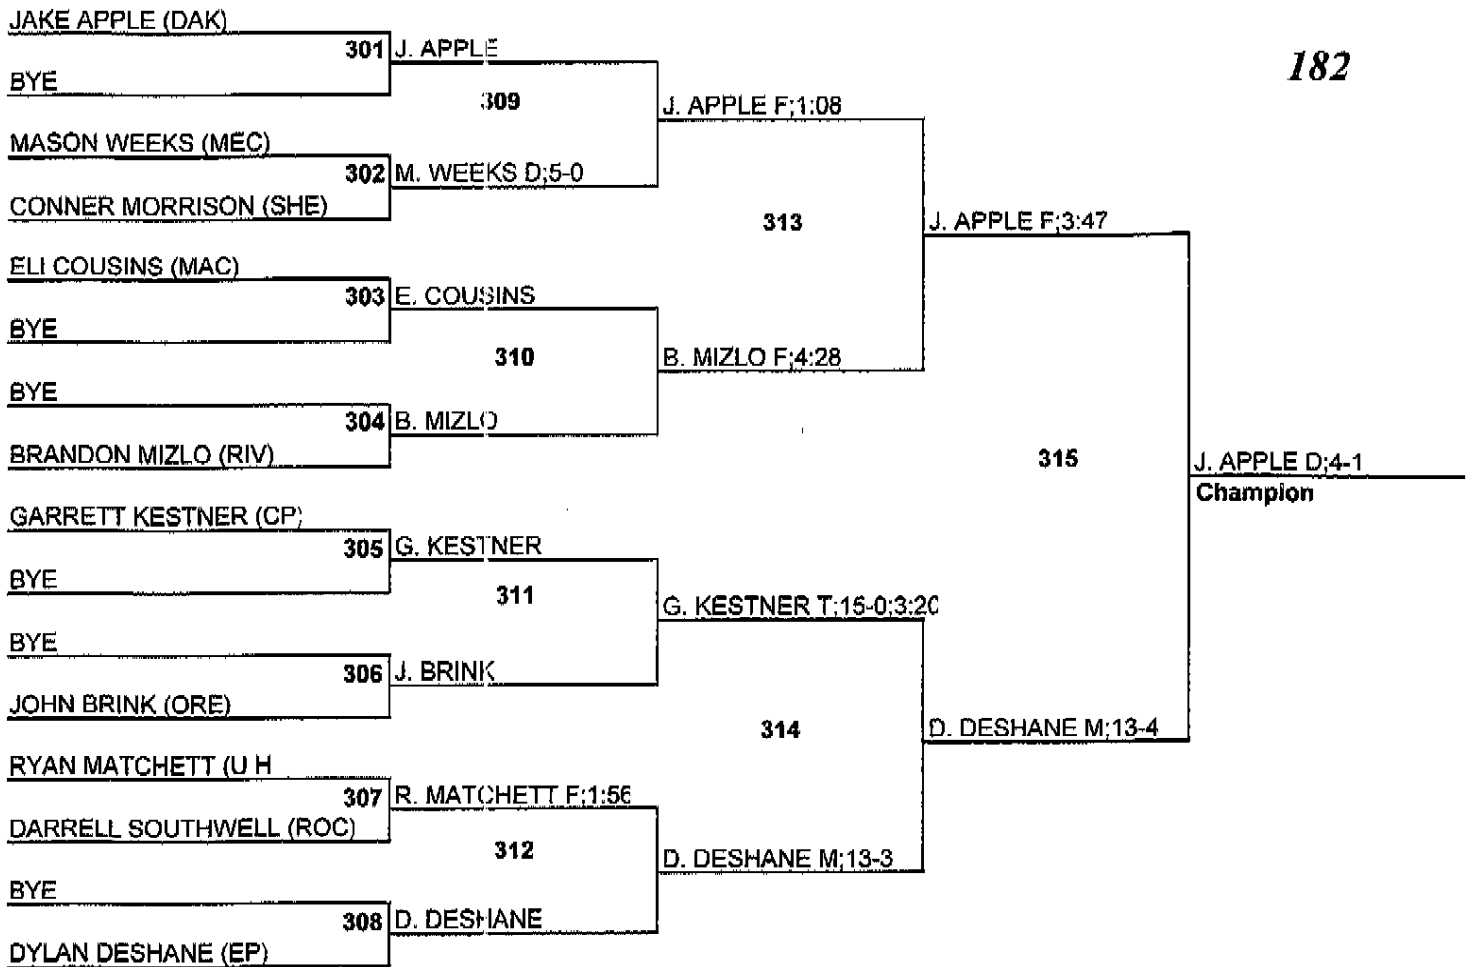 JAKE APPLE (DAK)
301 J. APPLE
BYE
182
309
J. APPLE F;1:08
MASON WEEKS (MEC)
302 M. WEEKS D;5-0
CONNER MORRISON (SHE)
313
J. APPLE F;3:47
ELI COUSINS (MAC)
303 E. COUSINS
BYE
310
B. MIZLO F;4:28
BYE
304 B. MIZLO
BRANDON MIZLO (RIV)
315
J. APPLE D;4-1
Champion
GARRETT KESTNER (CP)
305 G. KESTNER
BYE
311
G. KESTNER T;15-0;3:20
BYE
306 J. BRINK
JOHN BRINK (ORE)
314
D. DESHANE M;13-4
RYAN MATCHETT (U H
307 R. MATCHETT F;1:56
DARRELL SOUTHWELL (ROC)
312
D. DESHANE M;13-3
BYE
308 D. DESHANE
DYLAN DESHANE (EP)